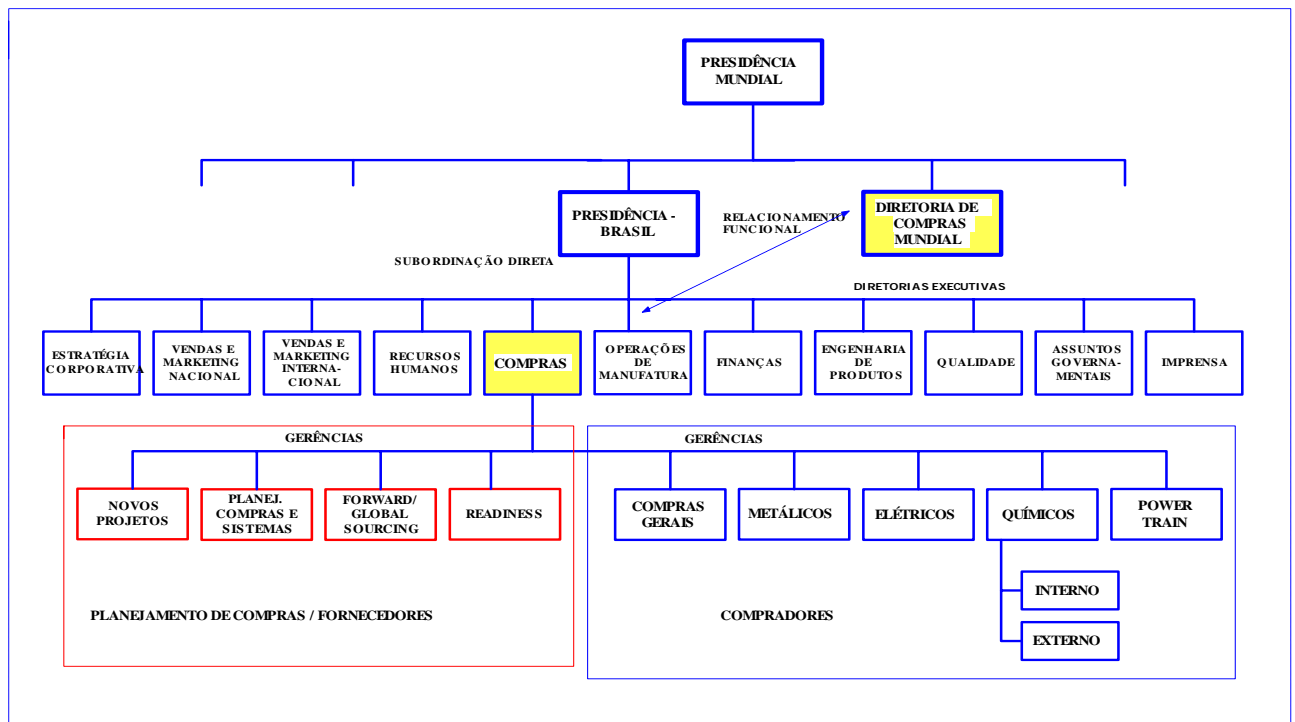 PRESIDÊNCIA
MUNDIAL
PRESIDÊNCIA -
BRASIL
RELACIONAMENTO
FUNCIONAL
DIRETORIA DE
COMPRAS
MUNDIAL
SUBORDINAÇÃO DIRETA
DIRETORIAS EXECUTIVAS
ESTRATÉGIA
CORPORATIVA
VENDAS E
MARKETING
NACIONAL
VENDAS E
MARKETING
INTERNA-
CIONAL
RECURSOS
HUMANOS
COMPRAS
OPERAÇÕES
DE
MANUFATURA
FINANÇAS
ENGENHARIA
DE
PRODUTOS
QUALIDADE
ASSUNTOS
GOVERNA-
MENTAIS
IMPRENSA
GERÊNCIAS
GERÊNCIAS
NOVOS
PROJETOS
PLANEJ.
COMPRAS E
SISTEMAS
FORWARD/
GLOBAL
SOURCING
READINESS
COMPRAS
GERAIS
METÁLICOS
ELÉTRICOS
QUÍMICOS
POWER
TRAIN
INTERNO
EXTERNO
PLANEJAMENTO DE COMPRAS / FORNECEDORES
COMPRADORES